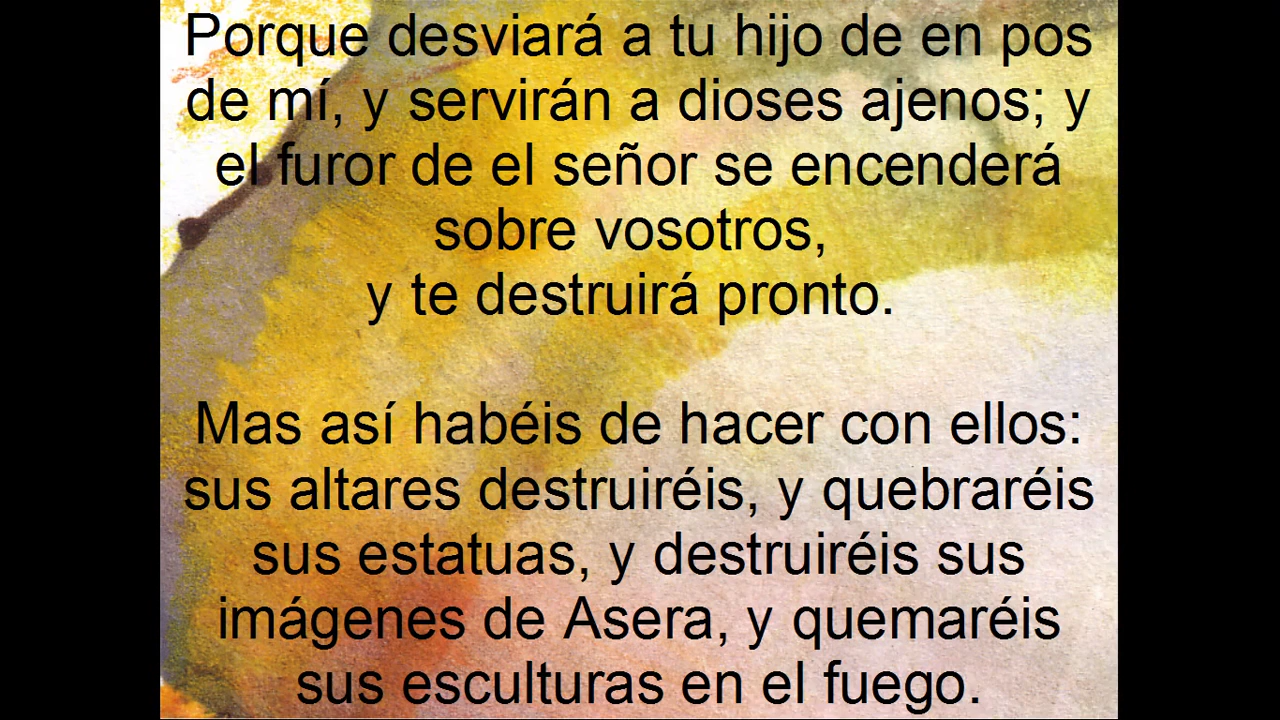 Porque desviará a tu hijo de en pos
de mí, y servirán a dioses ajenos; y
el furor de el señor se encenderá
sobre vosotros,
y te destruirá pronto.
Mas así habéis de hacer con ellos:
sus altares destruiréis, y quebraréis
sus estatuas, y destruiréis sus
imágenes de Asera, y quemaréis
sus esculturas en el fuego.